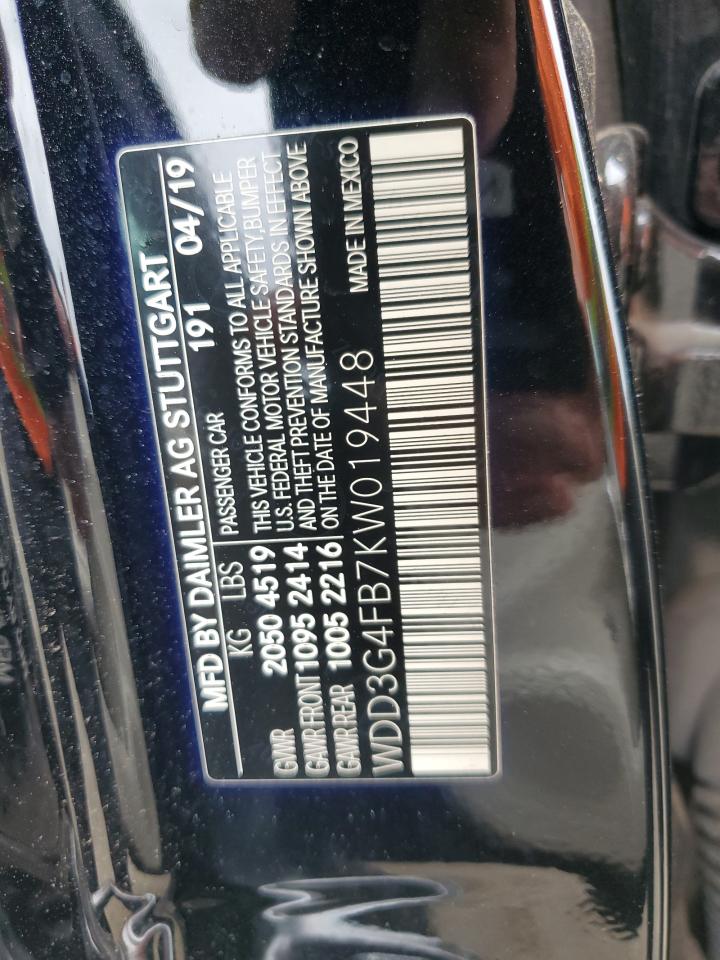 MFD BY DAIMLER AG STUTTGART
191 04/19
KG LBS
GWR 2050 4519
GAWR FRONT 1095 2414
GAWR REAR 1005 2216
PASSENGER CAR
THIS VEHICLE CONFORMS TO ALL APPLICABLE
U.S. FEDERAL MOTOR VEHICLE SAFETY,BUMPER
AND THEFT PREVENTION STANDARDS IN EFFECT
ON THE DATE OF MANUFACTURE SHOWN ABOVE
WDD3G4FB7KW019448
MADE IN MEXICO